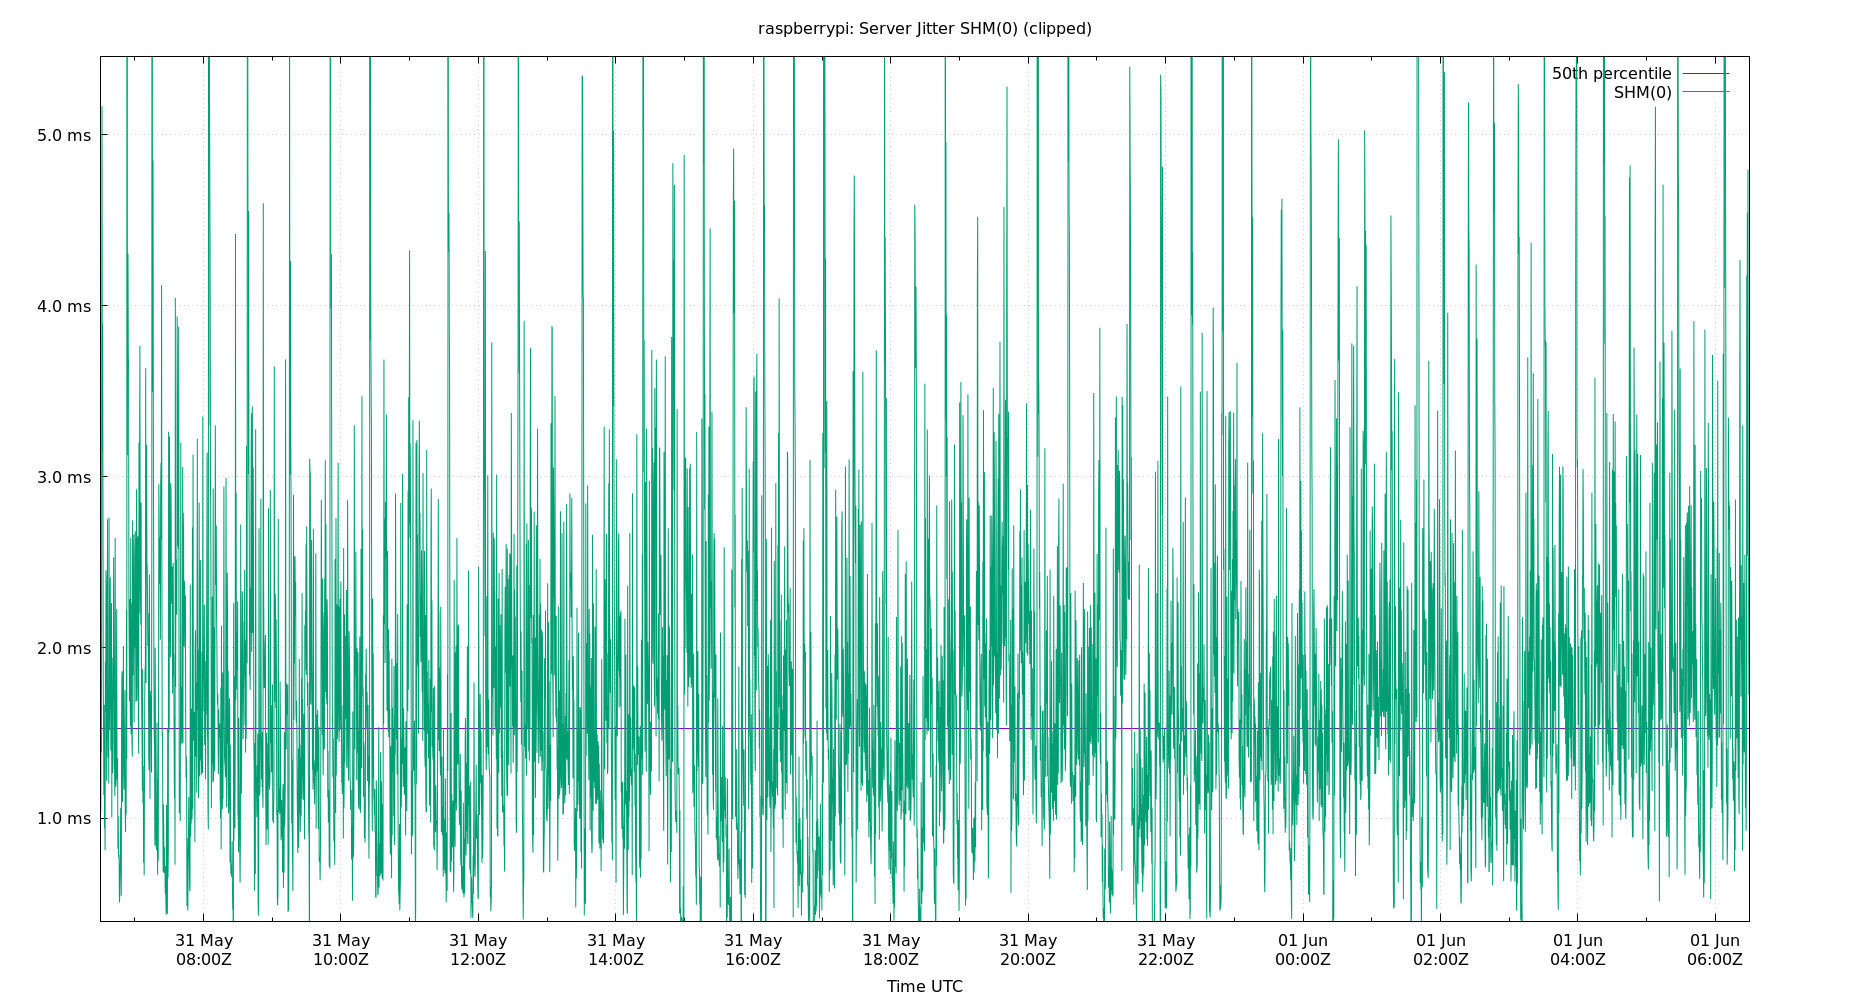 raspberrypi: Server Jitter SHM(0) (clipped)
50th percentile
SHM(0)
5.0 ms
4.0 ms
3.0 ms
2.0 ms
1.0 ms
31 May 31 May 31 May 31 May 31 May 31 May 31 May 31 May 01 Jun 01 Jun 01 Jun 01 Jun
08:00Z 10:00Z 12:00Z 14:00Z 16:00Z 18:00Z 20:00Z 22:00Z 00:00Z 02:00Z 04:00Z 06:00Z
Time UTC